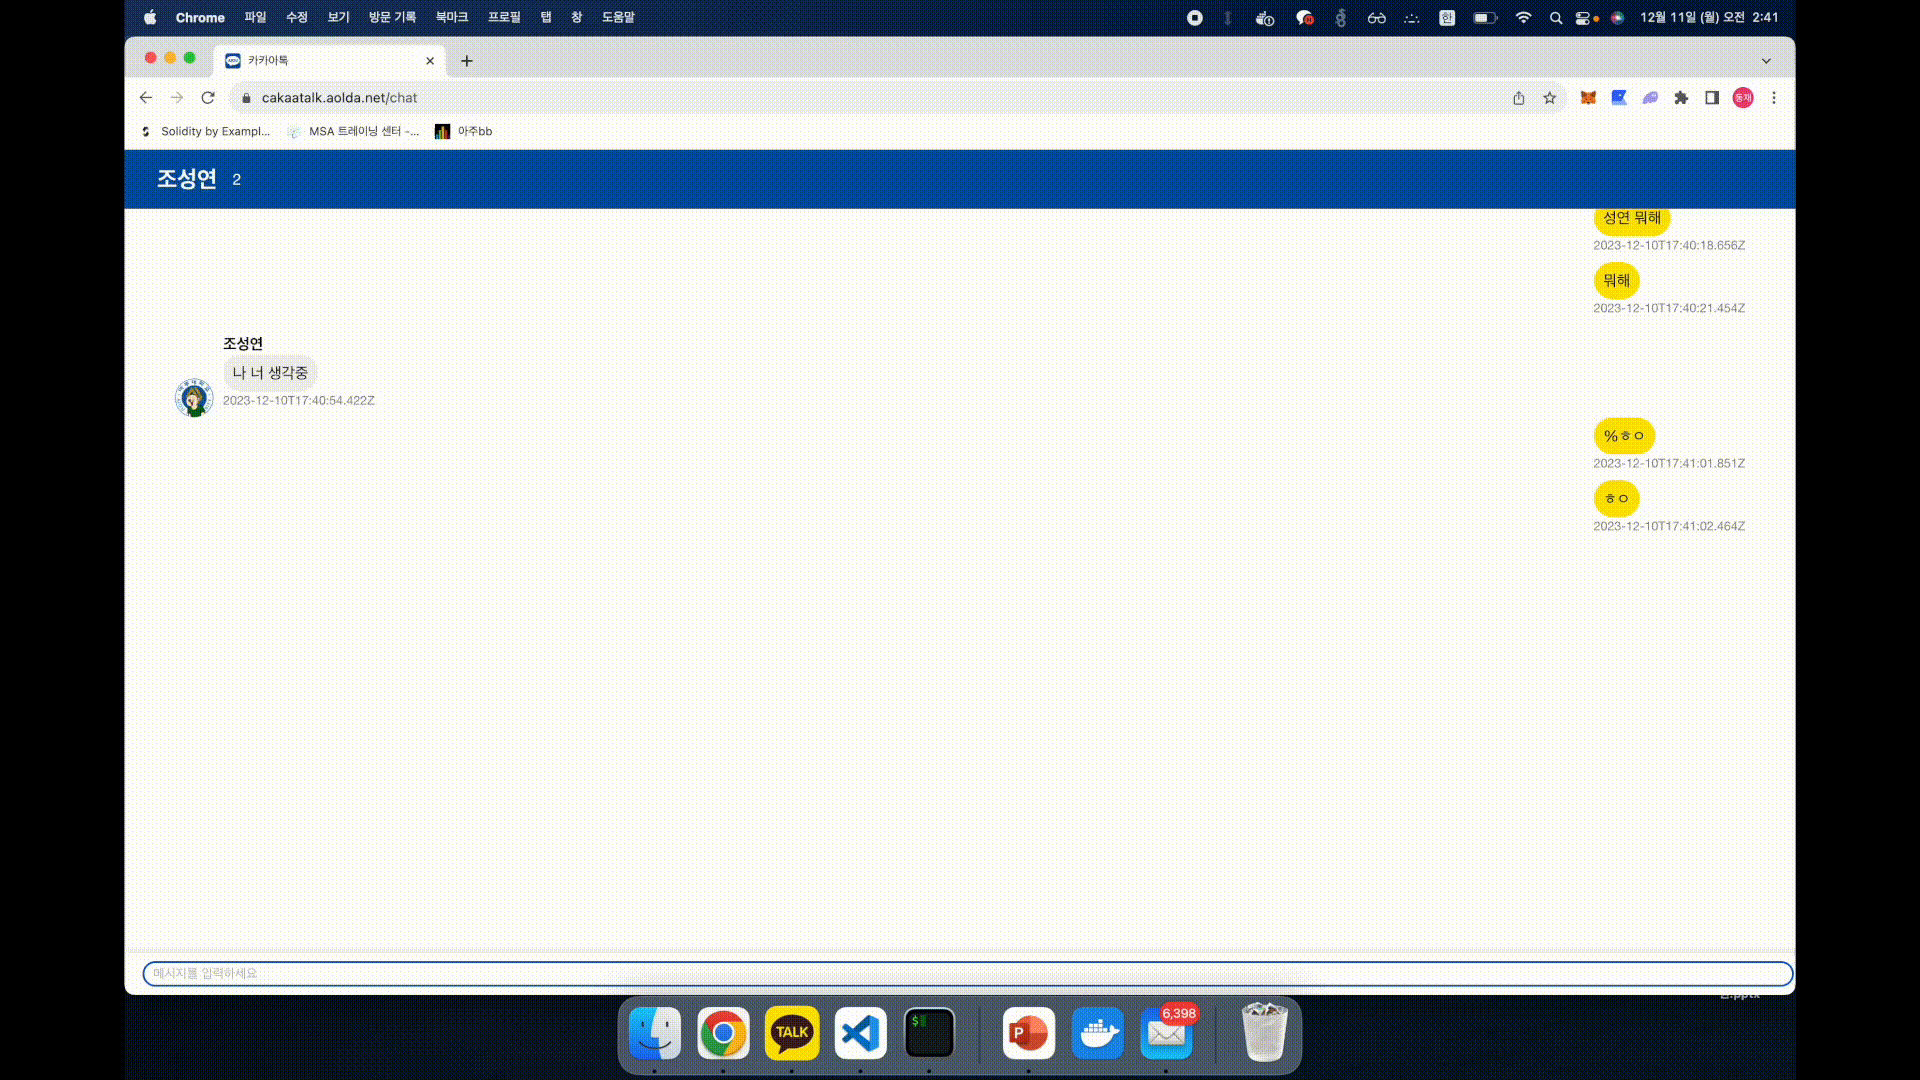 Chrome 파일 수정 보기 방문 기록 북마크 프로필 탭 창 도움말 한 12월 11일 (월) 오전 2:41
카카아톡
cakaatalk.aolda.net/chat 동재
Solidity by Exampl... MSA 트레이닝 센터 -... 아주bb
조성연 2
성연 뭐해
2023-12-10T17:40:18.656Z
뭐해
2023-12-10T17:40:21.454Z
조성연
나 너 생각중
2023-12-10T17:40:54.422Z
%ㅎㅇ
2023-12-10T17:41:01.851Z
ㅎㅇ
2023-12-10T17:41:02.464Z
메시지를 입력하세요
TALK
$
P
6,398